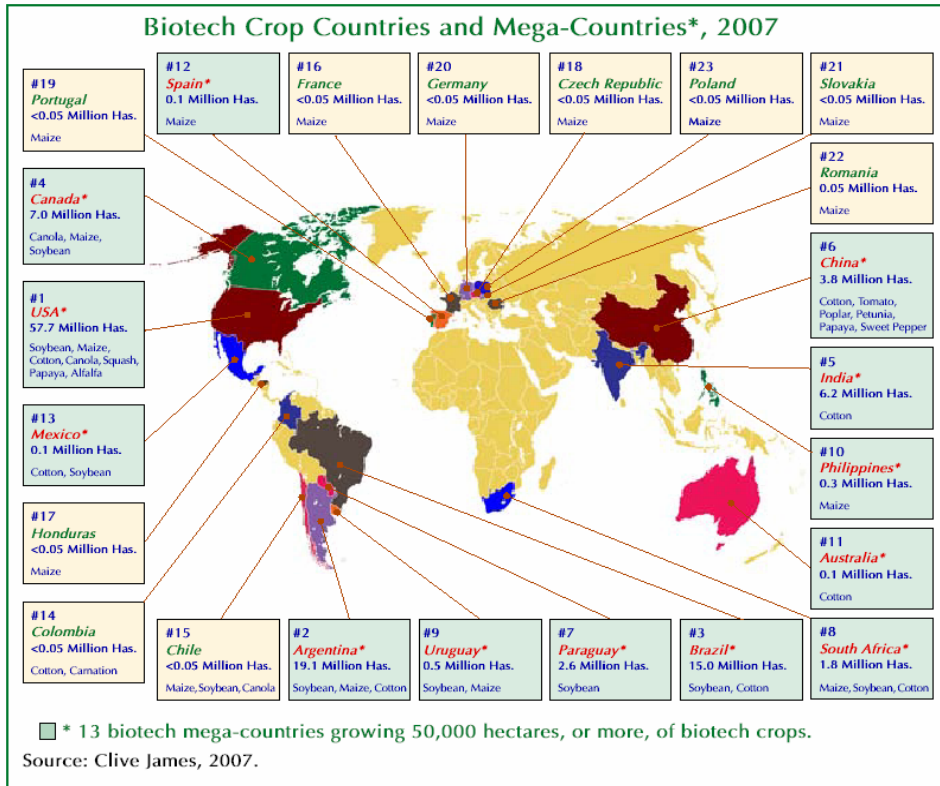 Biotech Crop Countries and Mega-Countries*, 2007
#19
Portugal
<0.05 Million Has.
Maize
#12
Spain*
0.1 Million Has.
Maize
#16
France
<0.05 Million Has.
Maize
#20
Germany
<0.05 Million Has.
Maize
#18
Czech Republic
<0.05 Million Has.
Maize
#23
Poland
<0.05 Million Has.
Maize
#21
Slovakia
<0.05 Million Has.
Maize
#22
Romania
0.05 Million Has.
Maize
#4
Canada*
7.0 Million Has.
Canola, Maize,
Soybean
#6
China*
3.8 Million Has.
Cotton, Tomato,
Poplar, Petunia,
Papaya, Sweet Pepper
#1
USA*
57.7 Million Has.
Soybean, Maize,
Cotton, Canola, Squash,
Papaya, Alfalfa
#5
India*
6.2 Million Has.
Cotton
#13
Mexico*
0.1 Million Has.
Cotton, Soybean
#10
Philippines*
0.3 Million Has.
Maize
#17
Honduras
<0.05 Million Has.
Maize
#11
Australia*
0.1 Million Has.
Cotton
#14
Colombia
<0.05 Million Has.
Cotton, Carnation
#15
Chile
<0.05 Million Has.
Maize, Soybean, Canola
#2
Argentina*
19.1 Million Has.
Soybean, Maize, Cotton
#9
Uruguay*
0.5 Million Has.
Soybean, Maize
#7
Paraguay*
2.6 Million Has.
Soybean
#3
Brazil*
15.0 Million Has.
Soybean, Cotton
#8
South Africa*
1.8 Million Has.
Maize, Soybean, Cotton
* 13 biotech mega-countries growing 50,000 hectares, or more, of biotech crops.
Source: Clive James, 2007.